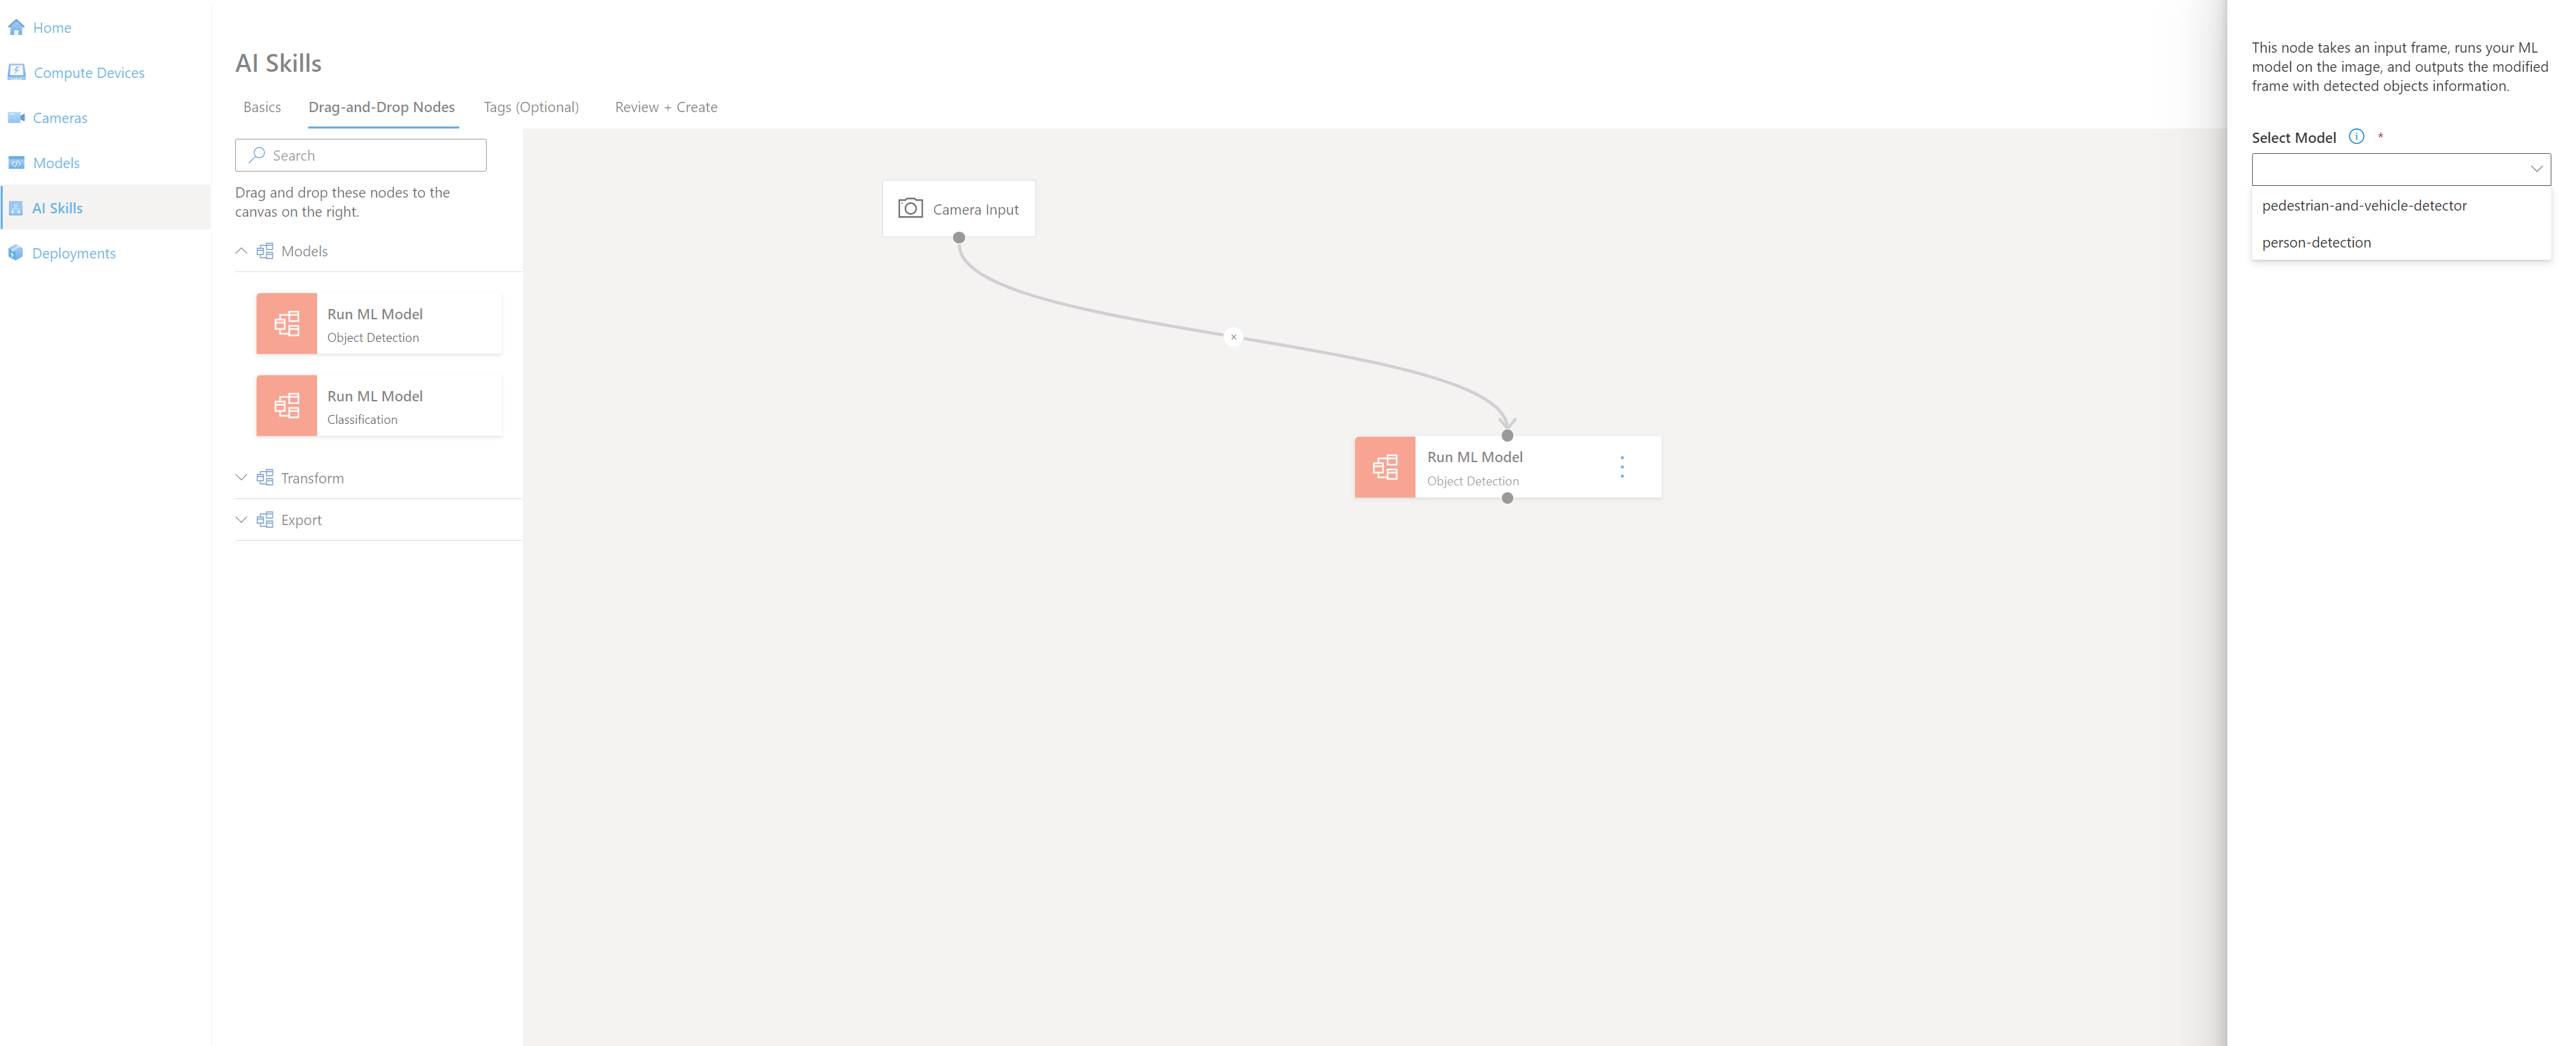 Home
Compute Devices
Cameras
Models
AI Skills
Deployments
AI Skills
Basics
Drag-and-Drop Nodes
Tags (Optional)
Review + Create
Search
Drag and drop these nodes to the
canvas on the right.
Models
Run ML Model
Object Detection
Run ML Model
Classification
Transform
Export
Camera Input
Run ML Model
Object Detection
This node takes an input frame, runs your ML
model on the image, and outputs the modified
frame with detected objects information.
Select Model *
pedestrian-and-vehicle-detector
person-detection